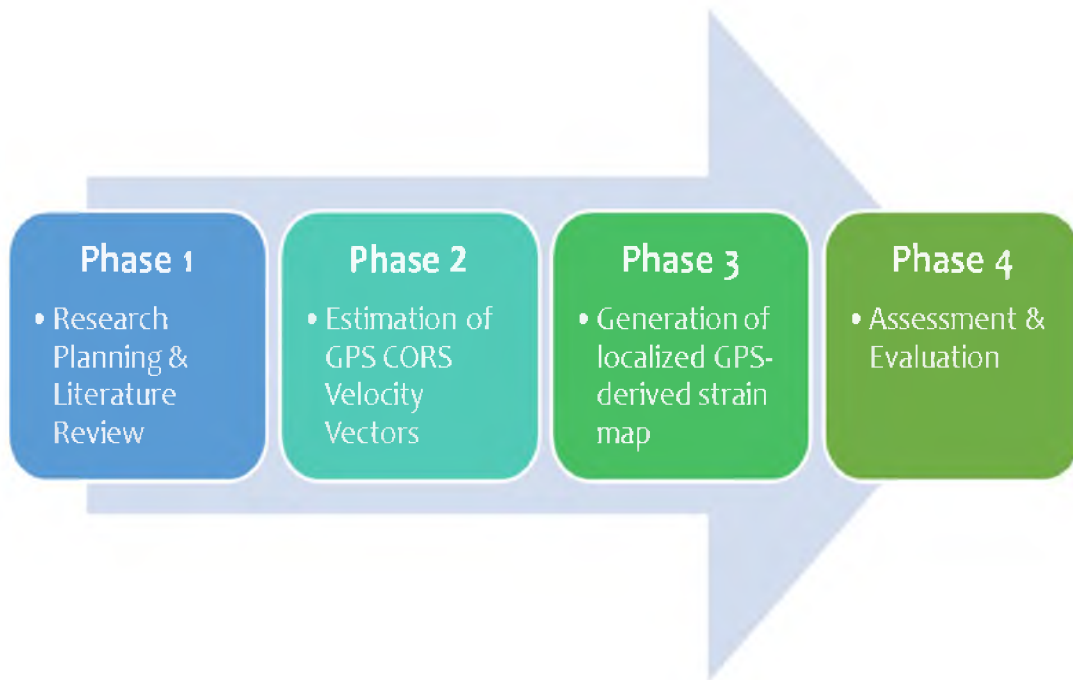 Phase 1
• Research
Planning &
Literature
Review
Phase 2
• Estimation of
GPS CORS
Velocity
Vectors
Phase 3
• Generation of
localized GPS-
derived strain
map
Phase 4
• Assessment &
Evaluation